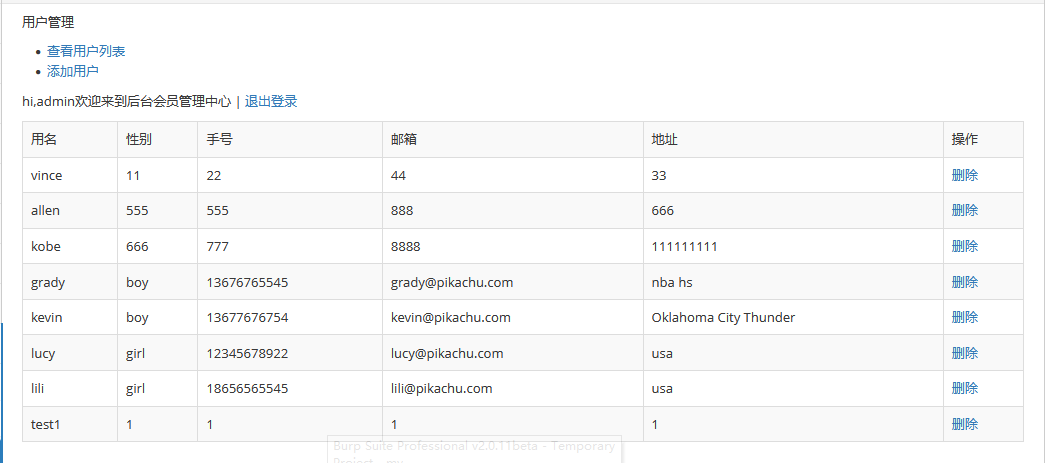 用户管理
查看用户列表
添加用户
hi,admin欢迎来到后台会员管理中心 | 退出登录
用名 性别 手号 邮箱 地址 操作
vince 11 22 44 33 删除
allen 555 555 888 666 删除
kobe 666 777 8888 111111111 删除
grady boy 13676765545 grady@pikachu.com nba hs 删除
kevin boy 13677676754 kevin@pikachu.com Oklahoma City Thunder 删除
lucy girl 12345678922 lucy@pikachu.com usa 删除
lili girl 18656565545 lili@pikachu.com usa 删除
test1 1 1 1 1 删除
Burp Suite Professional v2.0.11beta - Temporary
Project - mv